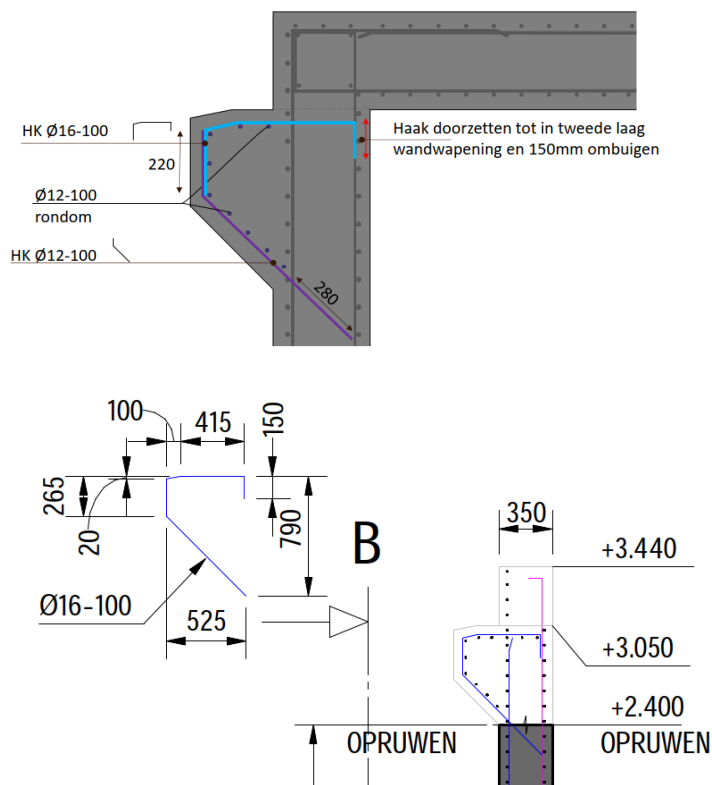 HK Ø16-100
220
Ø12-100
rondom
HK Ø12-100
Haak doorzetten tot in tweede laag
wandwapening en 150mm ombuigen
280
100
415
150
265
20
790
Ø16-100
525
B
350
+3.440
+3.050
+2.400
OPRUWEN
OPRUWEN